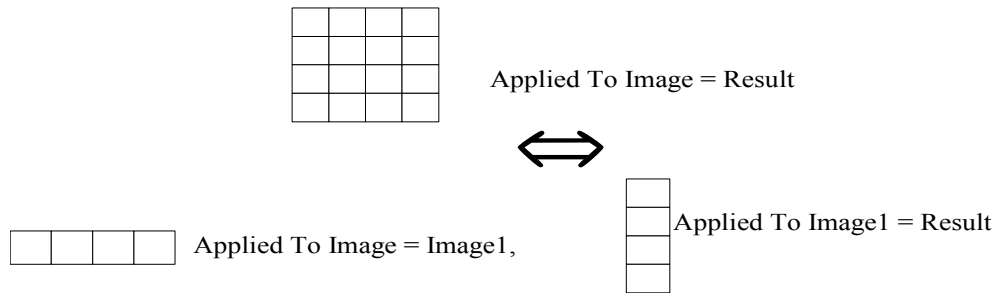 Applied To Image = Result
Applied To Image = Image1,
Applied To Image1 = Result